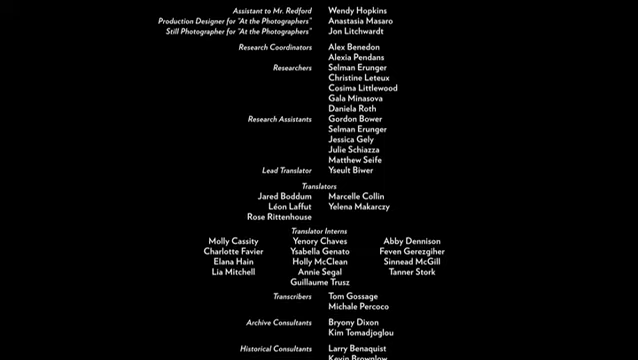 Assistant to Mr. Redford Wendy Hopkins
Production Designer for "At the Photographers" Anastasia Masaro
Still Photographer for "At the Photographers" Jon Litchwardt
Research Coordinators Alex Benedon
Alexia Pendans
Researchers Selman Erunger
Christine Leteux
Cosima Littlewood
Gala Minasova
Daniela Roth
Research Assistants Gordon Bower
Selman Erunger
Jessica Gely
Julie Schiazza
Matthew Seife
Lead Translator Yseult Biwer
Translators
Jared Boddum Marcelle Collin
Léon Laffut Yelena Makarczy
Rose Rittenhouse
Translator Interns
Molly Cassity Yenory Chaves Abby Dennison
Charlotte Favier Ysabella Genato Feven Gerezgiher
Elana Hain Holly McClean Sinnead McGill
Lia Mitchell Annie Segal Tanner Stork
Guillaume Trusz
Transcribers Tom Gossage
Michale Percoco
Archive Consultants Bryony Dixon
Kim Tomadjoglou
Historical Consultants Larry Benaquist
Kevin Brownlow